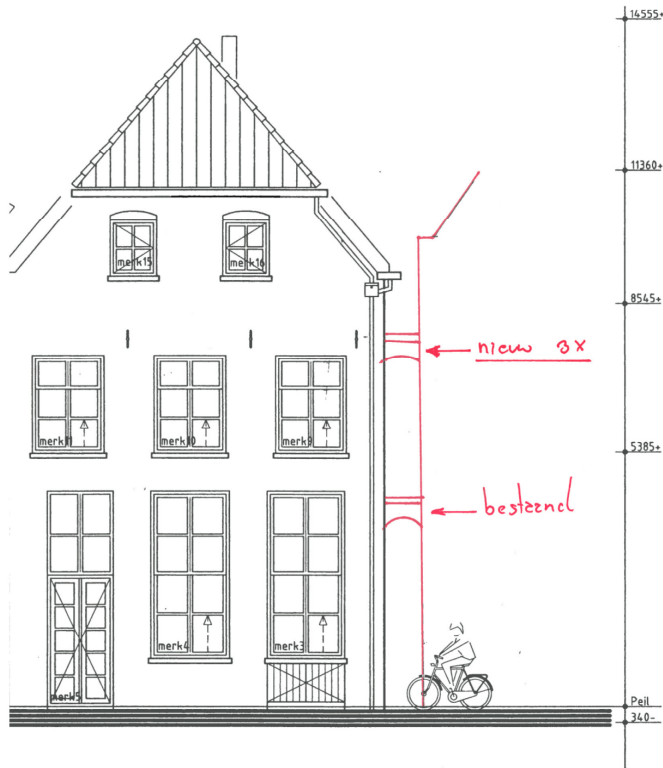 14555+
11360+
merk15
merk16
8545+
nieuw 3x
merk11
merk10
merk9
5385+
bestaand
merk4
merk3
merk5
Peil
340-